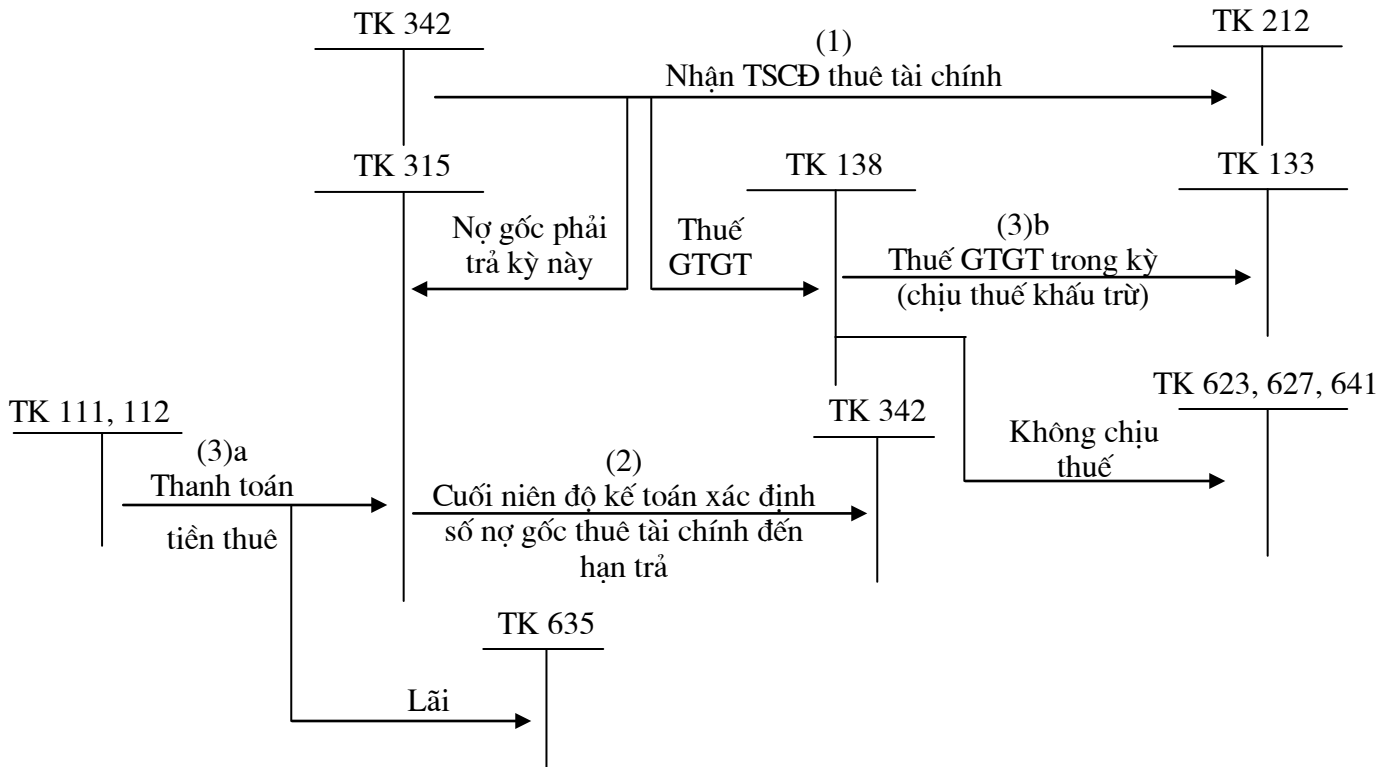 TK 342
(1)
TK 212
Nhận TSCĐ thuê tài chính
TK 315
TK 138
TK 133
Nợ gốc phải
trả kỳ này
Thuế
GTGT
(3)b
Thuế GTGT trong kỳ
(chịu thuế khấu trừ)
TK 111, 112
TK 342
TK 623, 627, 641
(3)a
Thanh toán
tiền thuê
(2)
Cuối niên độ kế toán xác định
số nợ gốc thuê tài chính đến
hạn trả
Không chịu
thuế
TK 635
Lãi